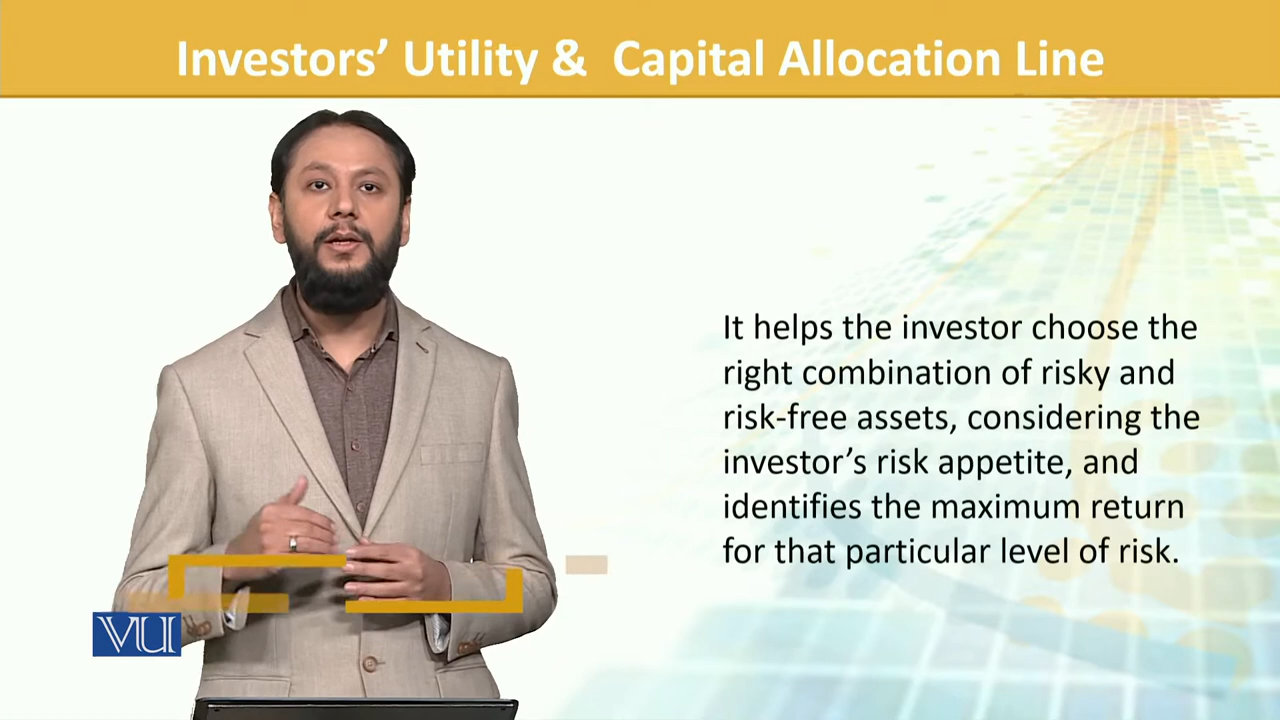 Investors’ Utility & Capital Allocation Line
It helps the investor choose the
right combination of risky and
risk-free assets, considering the
investor’s risk appetite, and
identifies the maximum return
for that particular level of risk.
VU